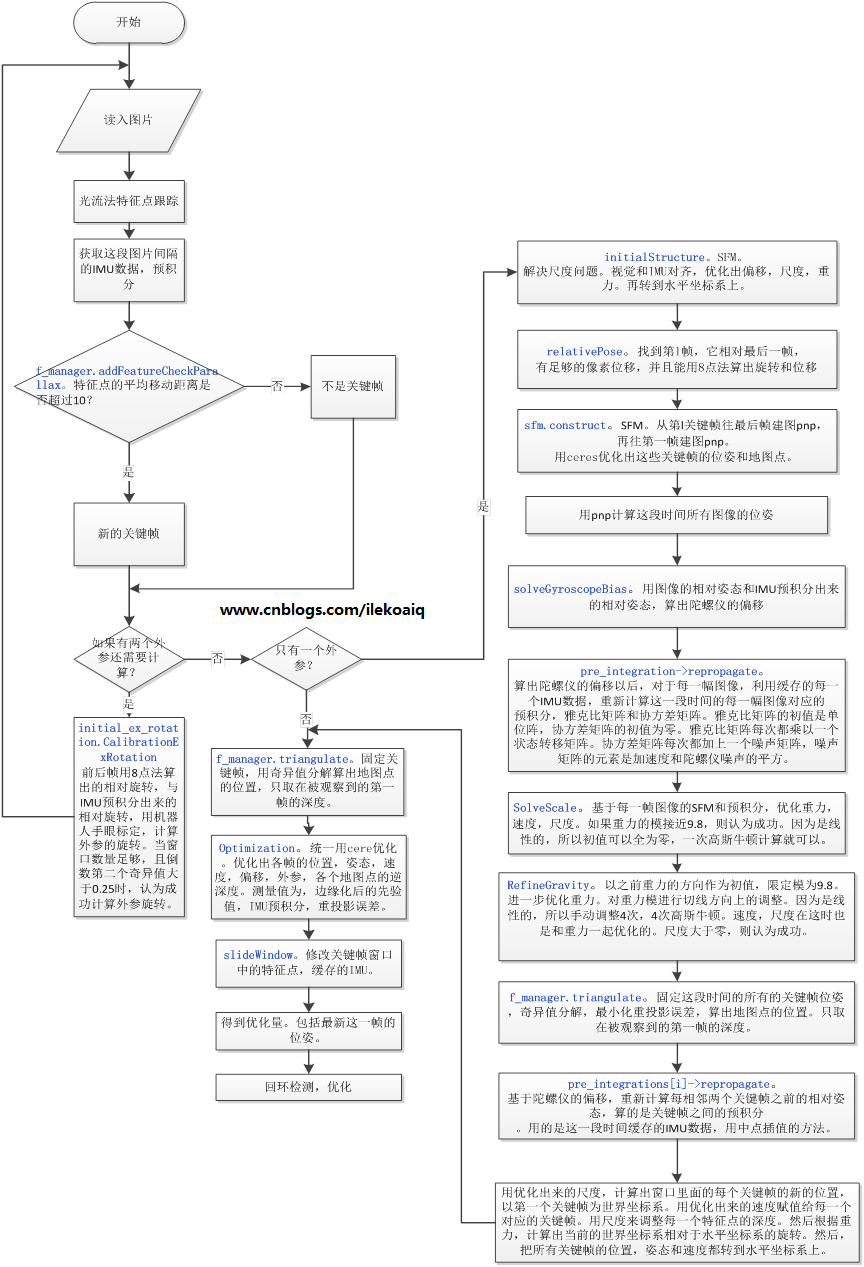 开始
读入图片
光流法特征点跟踪
获取这段图片间隔
的IMU数据，预积
分
f_manager.addFeatureCheckPara
llax。特征点的平均移动距离是
否超过10？
否
不是关键帧
是
新的关键帧
www.cnblogs.com/ilekoaiq
如果有两个外
参还需要计
算？
否
只有一个外
参？
是
是
initial_ex_rotat
ion.CalibrationE
xRotation
前后帧用8点法算
出的相对旋转，与
IMU预积分出来的
相对旋转，用机器
人手眼标定，计算
外参的旋转。当窗
口数量足够，且倒
数第二个奇异值大
于0.25时，认为成
功计算外参旋转。
否
f_manager.triangulate。固定关
键帧，用奇异值分解算出地图点
的位置，只取在被观察到的第一
帧的深度。
Optimization。统一用cere优化
。优化出各帧的位置，姿态，速
度，偏移，外参，各个地图点的逆
深度。测量值为，边缘化后的先验
值，IMU预积分，重投影误差。
slideWindow。修改关键帧窗口
中的特征点，缓存的IMU。
得到优化量。包括最新这一帧的
位姿。
回环检测，优化
initialStructure。SFM。
解决尺度问题。视觉和IMU对齐，优化出偏移，尺度，重
力。再转到水平坐标系上。
relativePose。找到第l帧，它相对最后一帧，
有足够的像素位移，并且能用8点法算出旋转和位移
sfm.construct。SFM。从第l关键帧往最后帧建图pnp，
再往第一帧建图pnp。
用ceres优化出这些关键帧的位姿和地图点。
用pnp计算这段时间所有图像的位姿
solveGyroscopeBias。用图像的相对姿态和IMU预积分出来
的相对姿态，算出陀螺仪的偏移
pre_integration->repropagate。
算出陀螺仪的偏移以后，对于每一幅图像，利用缓存的每一
个IMU数据，重新计算这一段时间的每一幅图像对应的
预积分，雅克比矩阵和协方差矩阵。雅克比矩阵的初值是单
位阵，协方差矩阵的初值为零。雅克比矩阵每次都乘以一个
状态转移矩阵。协方差矩阵每次都加上一个噪声矩阵，噪声
矩阵的元素是加速度和陀螺仪噪声的平方。
SolveScale。基于每一帧图像的SFM和预积分，优化重力，
速度，尺度。如果重力的模接近9.8，则认为成功。因为是线
性的，所以初值可以全为零，一次高斯牛顿计算就可以。
RefineGravity。以之前重力的方向作为初值，限定模为9.8。
进一步优化重力。对重力模进行切线方向上的调整。因为是线
性的，所以手动调整4次，4次高斯牛顿。速度，尺度在这时也
是和重力一起优化的。尺度大于零，则认为成功。
f_manager.triangulate。固定这段时间的所有的关键帧位姿
，奇异值分解，最小化重投影误差，算出地图点的位置。只取
在被观察到的第一帧的深度。
pre_integrations[i]->repropagate。
基于陀螺仪的偏移，重新计算每相邻两个关键帧之前的相对姿
态，算的是关键帧之间的预积分
。用的是这一段时间缓存的IMU数据，用中点插值的方法。
用优化出来的尺度，计算出窗口里面的每个关键帧的新的位置，
以第一个关键帧为世界坐标系。用优化出来的速度赋值给每一个
对应的关键帧。用尺度来调整每一个特征点的深度。然后根据重
力，计算出当前的世界坐标系相对于水平坐标系的旋转。然后，
把所有关键帧的位置，姿态和速度都转到水平坐标系上。